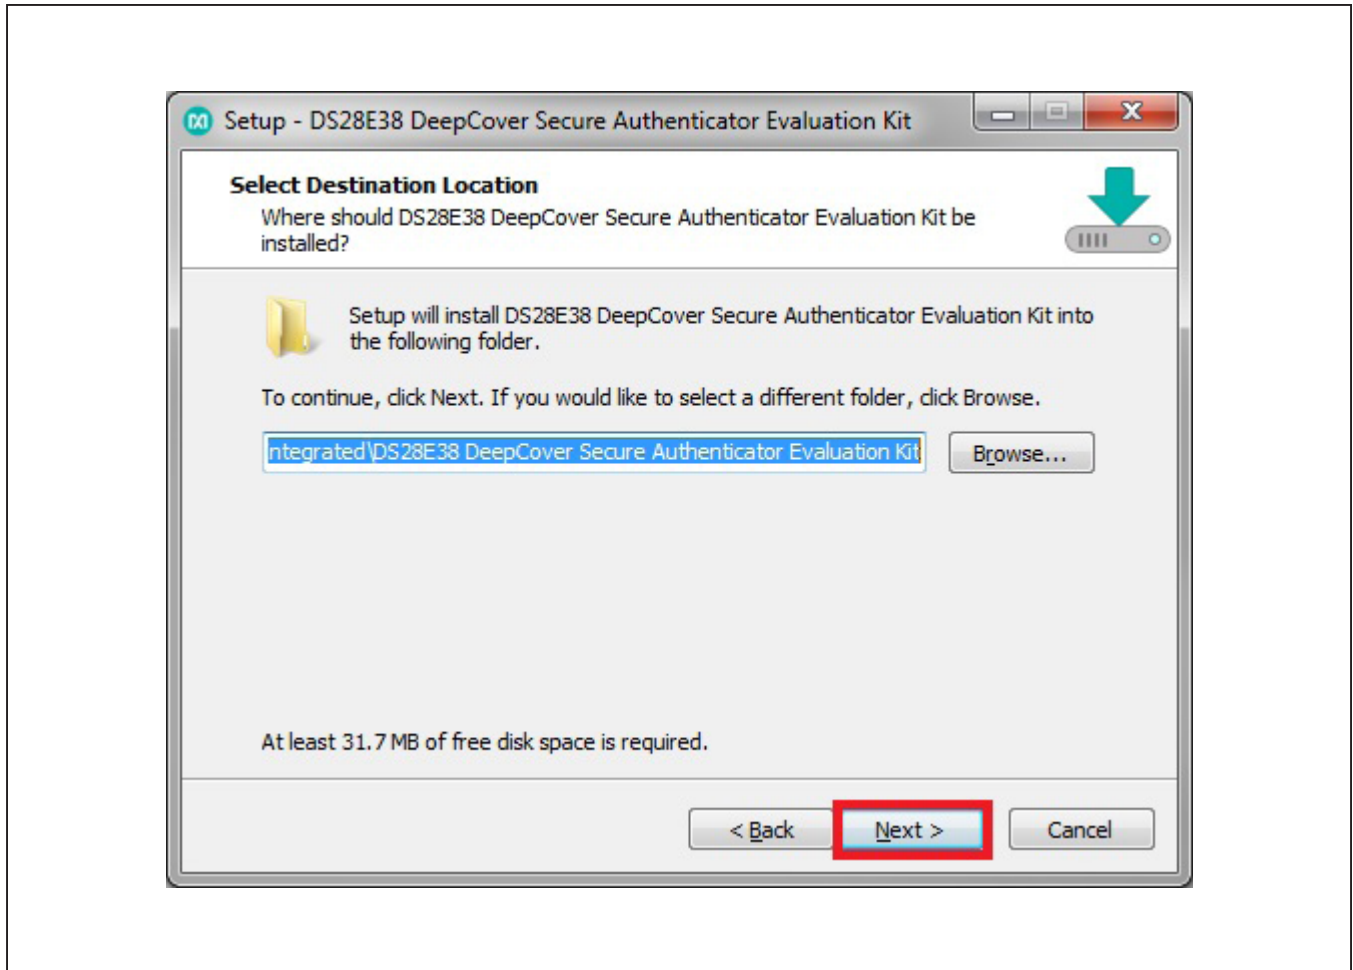 Setup - DS28E38 DeepCover Secure Authenticator Evaluation Kit
Select Destination Location
Where should DS28E38 DeepCover Secure Authenticator Evaluation Kit be
installed?
Setup will install DS28E38 DeepCover Secure Authenticator Evaluation Kit into
the following folder.
To continue, click Next. If you would like to select a different folder, click Browse.
ntegrated\DS28E38 DeepCover Secure Authenticator Evaluation Kit
Browse...
At least 31.7 MB of free disk space is required.
< Back
Next >
Cancel